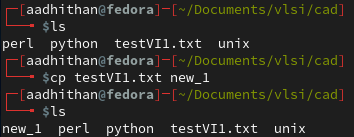 ┌─[aadhithan@fedora]─[~/Documents/vlsi/cad]
└──╼ $ls
perl  python  testVI1.txt  unix
┌─[aadhithan@fedora]─[~/Documents/vlsi/cad]
└──╼ $cp testVI1.txt new_1
┌─[aadhithan@fedora]─[~/Documents/vlsi/cad]
└──╼ $ls
new_1  perl  python  testVI1.txt  unix